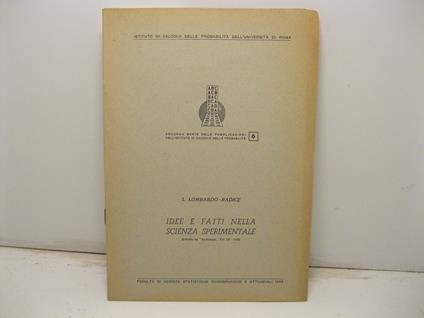 ISTITUTO DI CALCOLO DELLE PROBABILITÀ DELL'UNIVERSITÀ DI ROMA
SECONDA SERIE DELLE PUBBLICAZIONI
DELL'ISTITUTO DI CALCOLO DELLE PROBABILITÀ
6
L. LOMBARDO-RADICE
IDEE E FATTI NELLA
SCIENZA SPERIMENTALE
FACOLTÀ DI SCIENZE STATISTICHE DEMOGRAFICHE E ATTUARIALI